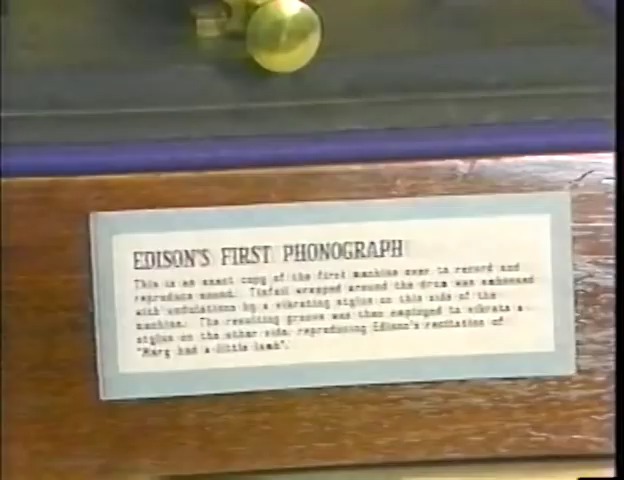 EDISON'S FIRST PHONOGRAPH
This is an exact copy of the first machine ever to record and
reproduce sound. Tinfoil wrapped around the drum was embossed
with undulations by a vibrating stylus on this side of the
machine. The resulting groove was then employed to vibrate a
stylus on the other side, reproducing Edison's recitation of
"Mary had a little lamb".